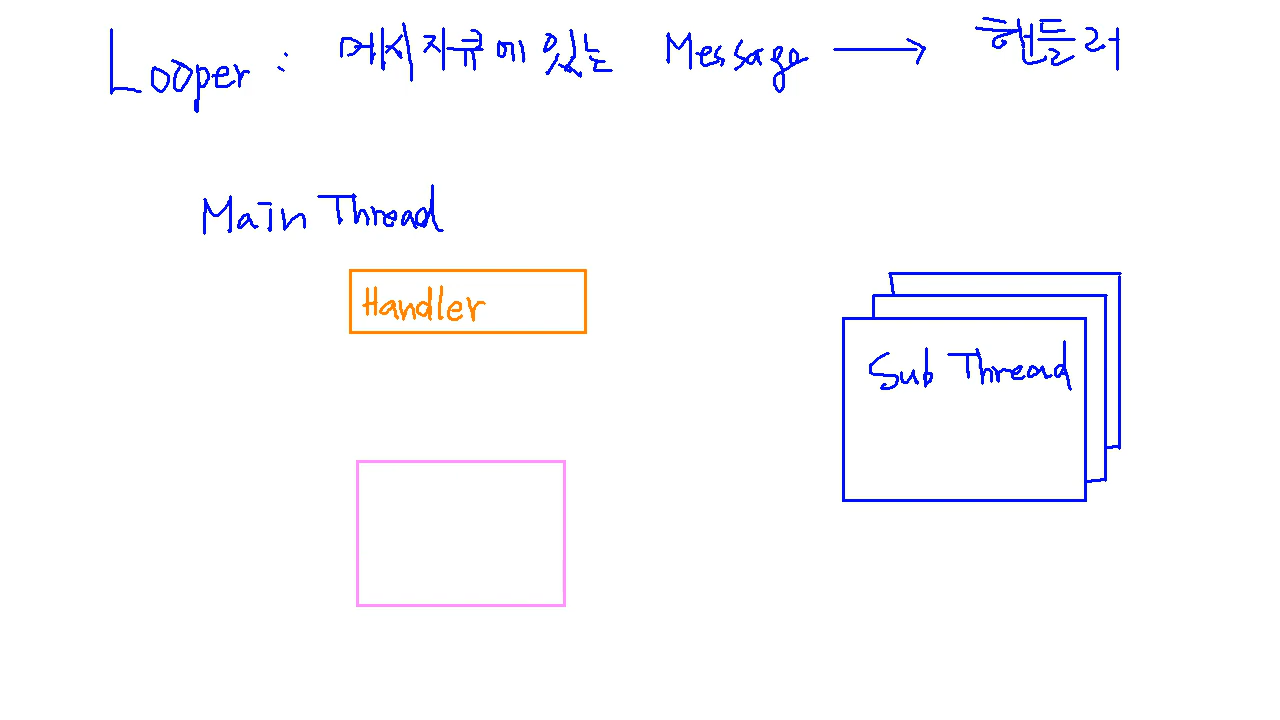 Looper : 메시지큐에 있는 Message → 핸들러
Main Thread
Handler
Sub Thread